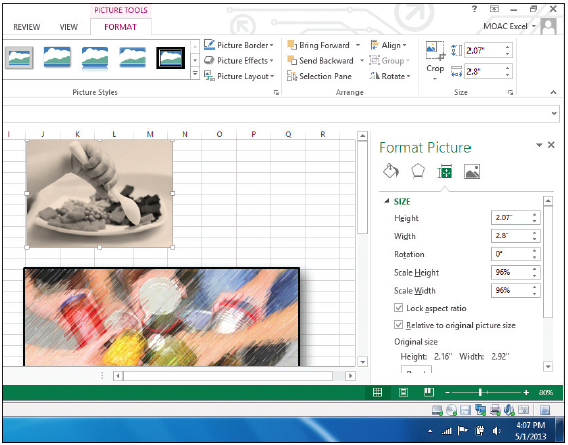 PICTURE TOOLS
?
REVIEW VIEW FORMAT
MOAC Excel
Picture Border
Picture Effects
Picture Layout
Bring Forward
Send Backward
Selection Pane
Align
Group
Rotate
Crop
2.07"
2.8"
Picture Styles
Arrange
Size
I J K L M N O P Q R
Format Picture
SIZE
Height 2.07"
Width 2.8"
Rotation 0°
Scale Height 96%
Scale Width 96%
Lock aspect ratio
Relative to original picture size
Original size
Height: 2.16" Width: 2.92"
80%
4:07 PM
5/1/2013